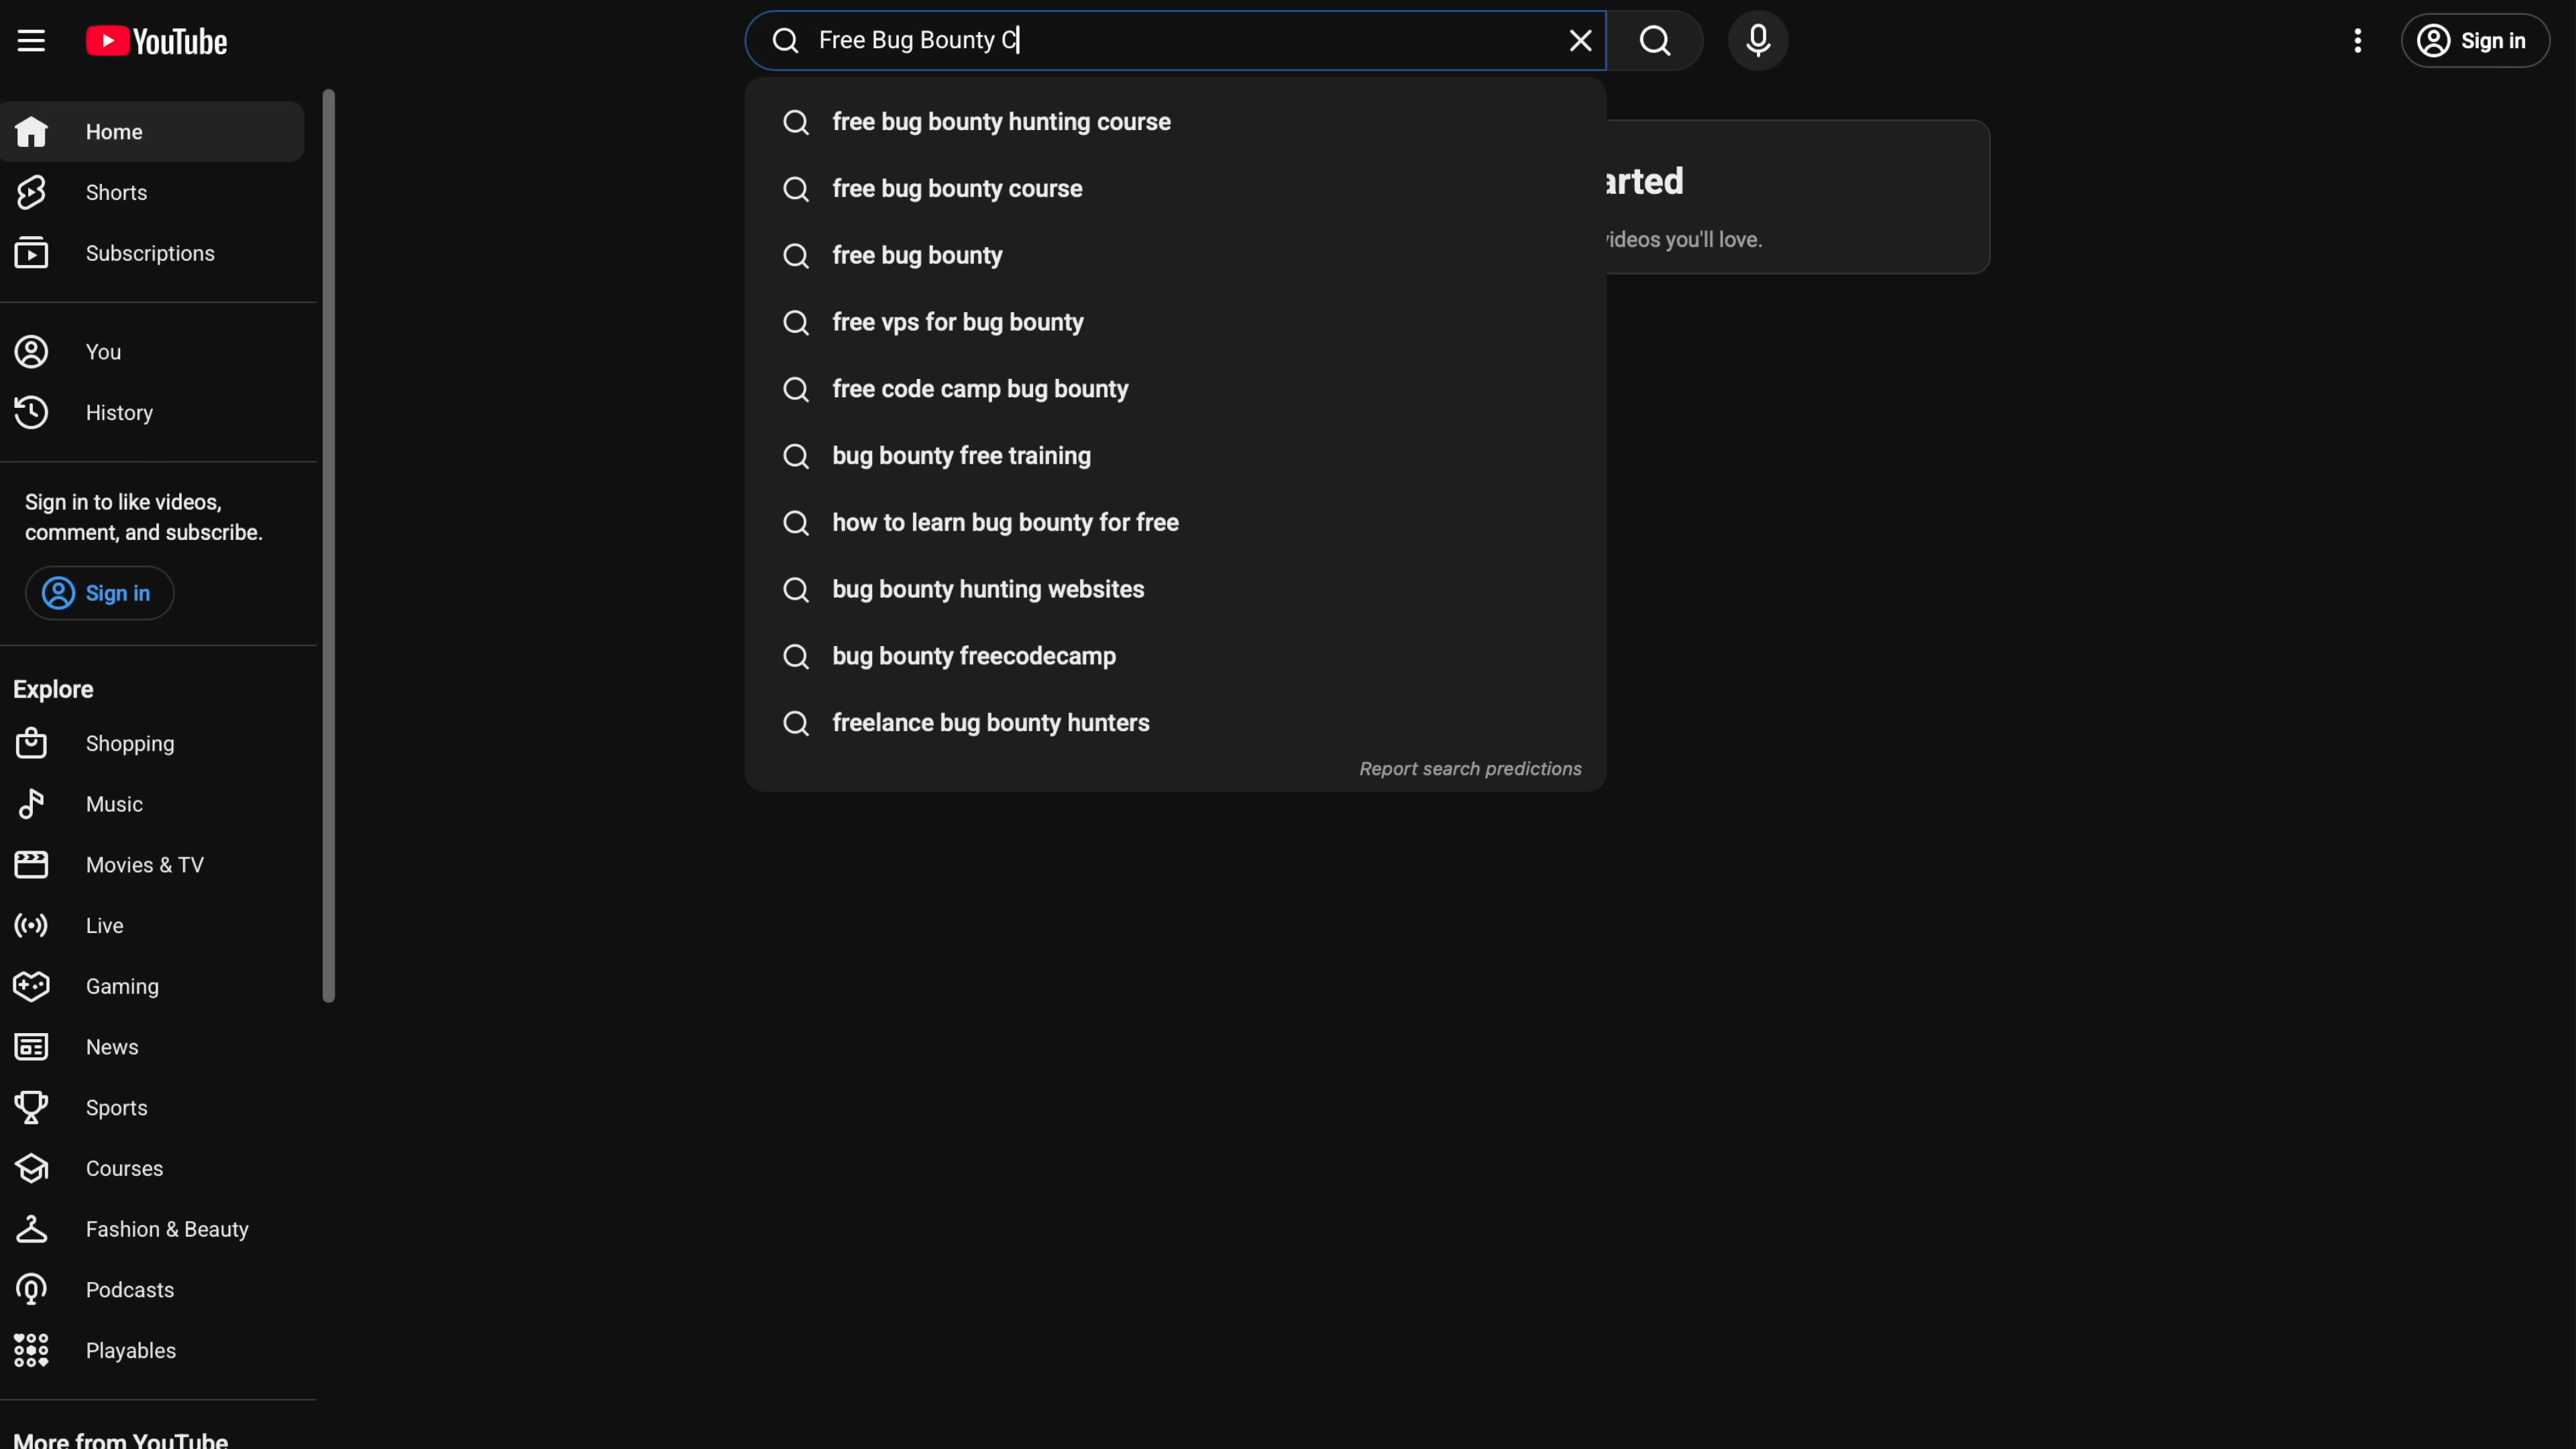 YouTube
Free Bug Bounty C
Sign in
Home
Shorts
Subscriptions
You
History
Sign in to like videos,
comment, and subscribe.
Sign in
Explore
Shopping
Music
Movies & TV
Live
Gaming
News
Sports
Courses
Fashion & Beauty
Podcasts
Playables
More from YouTube
free bug bounty hunting course
free bug bounty course
free bug bounty
free vps for bug bounty
free code camp bug bounty
bug bounty free training
how to learn bug bounty for free
bug bounty hunting websites
bug bounty freecodecamp
freelance bug bounty hunters
Report search predictions
arted
videos you'll love.